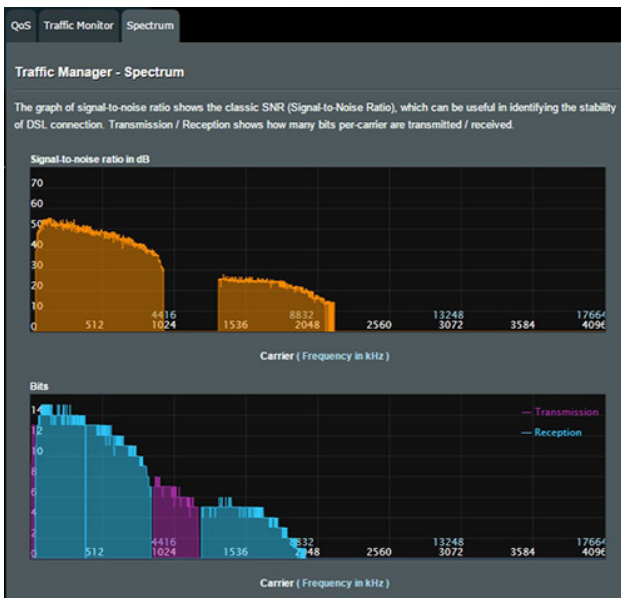 QoS Traffic Monitor Spectrum
Traffic Manager - Spectrum
The graph of signal-to-noise ratio shows the classic SNR (Signal-to-Noise Ratio), which can be useful in identifying the stability
of DSL connection. Transmission / Reception shows how many bits per-carrier are transmitted / received.
Signal-to-noise ratio in dB
70
60
50
40
30
20
10
4416 8832 13248 17664
0 512 1024 1536 2048 2560 3072 3584 4096
Carrier ( Frequency in kHz )
Bits
14
— Transmission
12
— Reception
10
8
6
4
2
4416 8832 13248 17664
0 512 1024 1536 2048 2560 3072 3584 4096
Carrier ( Frequency in kHz )